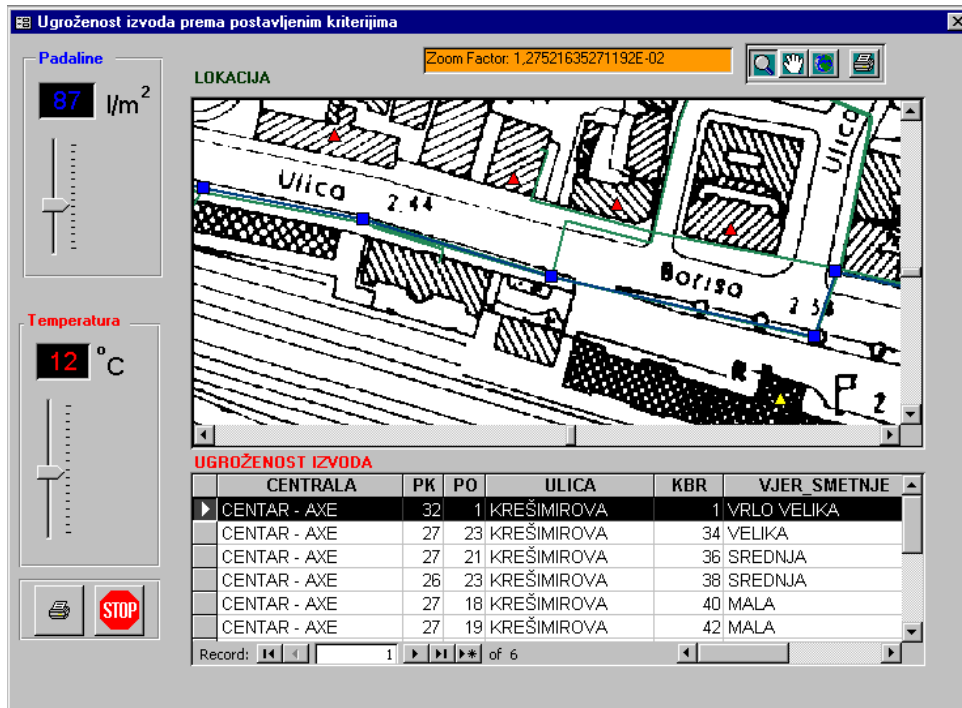 Ugroženost izvoda prema postavljenim kriterijima
Padaline
87 l/m²
Temperatura
12 °C
STOP
Zoom Factor: 1,27521635271192E-02
LOKACIJA
Ulica
2.44
Ulica
Borisa
R
2
UGROŽENOST IZVODA
CENTRALA PK PO ULICA KBR VJER_SMETNJE
CENTAR - AXE 32 1 KREŠIMIROVA 1 VRLO VELIKA
CENTAR - AXE 27 23 KREŠIMIROVA 34 VELIKA
CENTAR - AXE 27 21 KREŠIMIROVA 36 SREDNJA
CENTAR - AXE 26 23 KREŠIMIROVA 38 SREDNJA
CENTAR - AXE 27 18 KREŠIMIROVA 40 MALA
CENTAR - AXE 27 19 KREŠIMIROVA 42 MALA
Record: 1 of 6